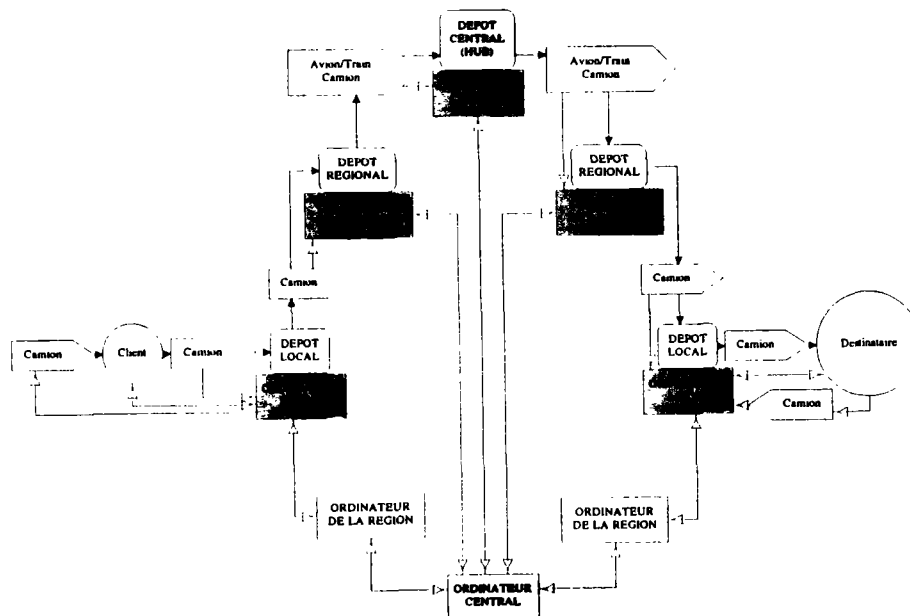 DEPOT
CENTRAL
(HUB)
Avion/Train
Camion
Avion/Train
Camion
DEPOT
REGIONAL
DEPOT
REGIONAL
Camion
Camion
Camion
Client
Camion
DEPOT
LOCAL
DEPOT
LOCAL
Camion
Destinataire
Camion
ORDINATEUR
DE LA REGION
ORDINATEUR
DE LA REGION
ORDINATEUR
CENTRAL